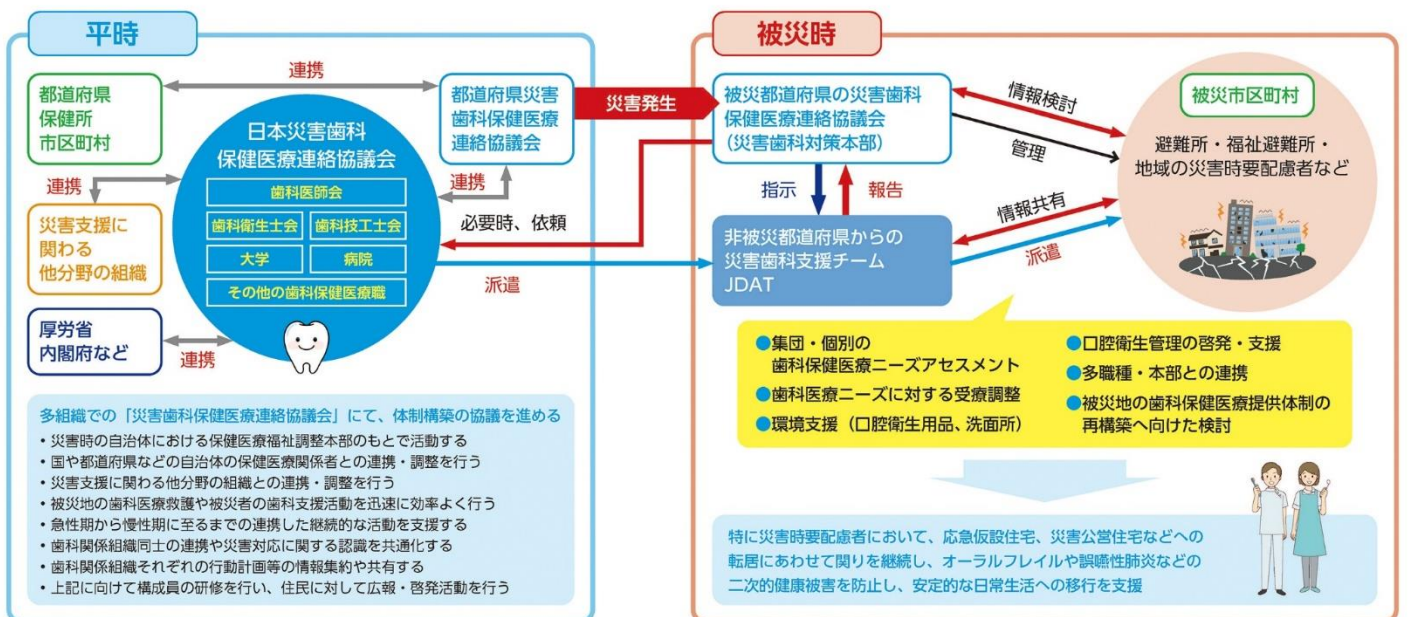 平時
都道府県
保健所
市区町村
連携
都道府県災害
歯科保健医療
連絡協議会
日本災害歯科
保健医療連絡協議会
歯科医師会
歯科衛生士会
歯科技工士会
大学
病院
その他の歯科保健医療職
連携
連携
災害支援に
関わる
他分野の組織
厚労省
内閣府など
連携
多組織での「災害歯科保健医療連絡協議会」にて、体制構築の協議を進める
・災害時の自治体における保健医療福祉調整本部のもとで活動する
・国や都道府県などの自治体の保健医療関係者との連携・調整を行う
・災害支援に関わる他分野の組織との連携・調整を行う
・被災地の歯科医療救護や被災者の歯科支援活動を迅速に効率よく行う
・急性期から慢性期に至るまでの連携した継続的な活動を支援する
・歯科関係組織同士の連携や災害対応に関する認識を共通化する
・歯科関係組織それぞれの行動計画等の情報集約や共有する
・上記に向けて構成員の研修を行い、住民に対して広報・啓発活動を行う
災害発生
必要時、依頼
派遣
被災時
被災都道府県の災害歯科
保健医療連絡協議会
（災害歯科対策本部）
指示
報告
非被災都道府県からの
災害歯科支援チーム
JDAT
情報検討
管理
情報共有
派遣
被災市区町村
避難所・福祉避難所・
地域の災害時要配慮者など
●集団・個別の
歯科保健医療ニーズアセスメント
●歯科医療ニーズに対する受療調整
●環境支援（口腔衛生用品、洗面所）
●口腔衛生管理の啓発・支援
●多職種・本部との連携
●被災地の歯科保健医療提供体制の
再構築へ向けた検討
特に災害時要配慮者において、応急仮設住宅、災害公営住宅などへの
転居にあわせて関りを継続し、オーラルフレイルや誤嚥性肺炎などの
二次的健康被害を防止し、安定的な日常生活への移行を支援